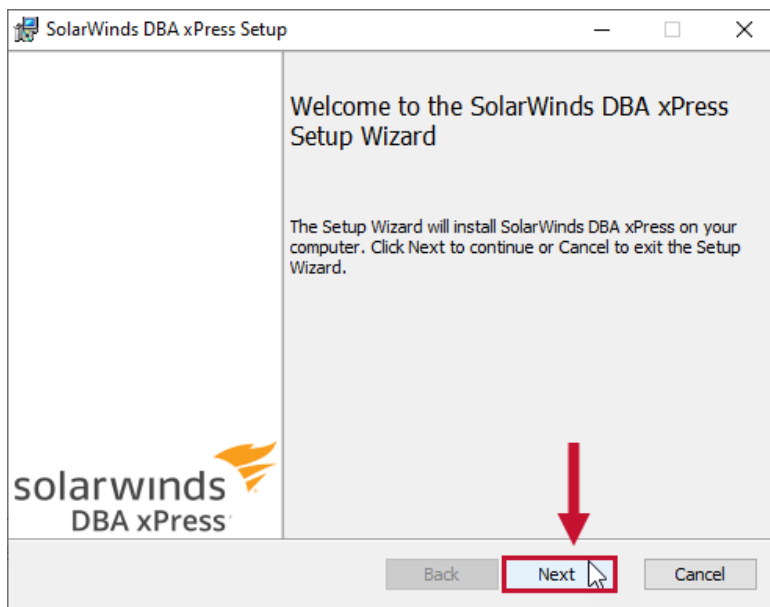 SolarWinds DBA xPress Setup
Welcome to the SolarWinds DBA xPress
Setup Wizard
The Setup Wizard will install SolarWinds DBA xPress on your
computer. Click Next to continue or Cancel to exit the Setup
Wizard.
solarwinds
DBA xPress
Back
Next
Cancel